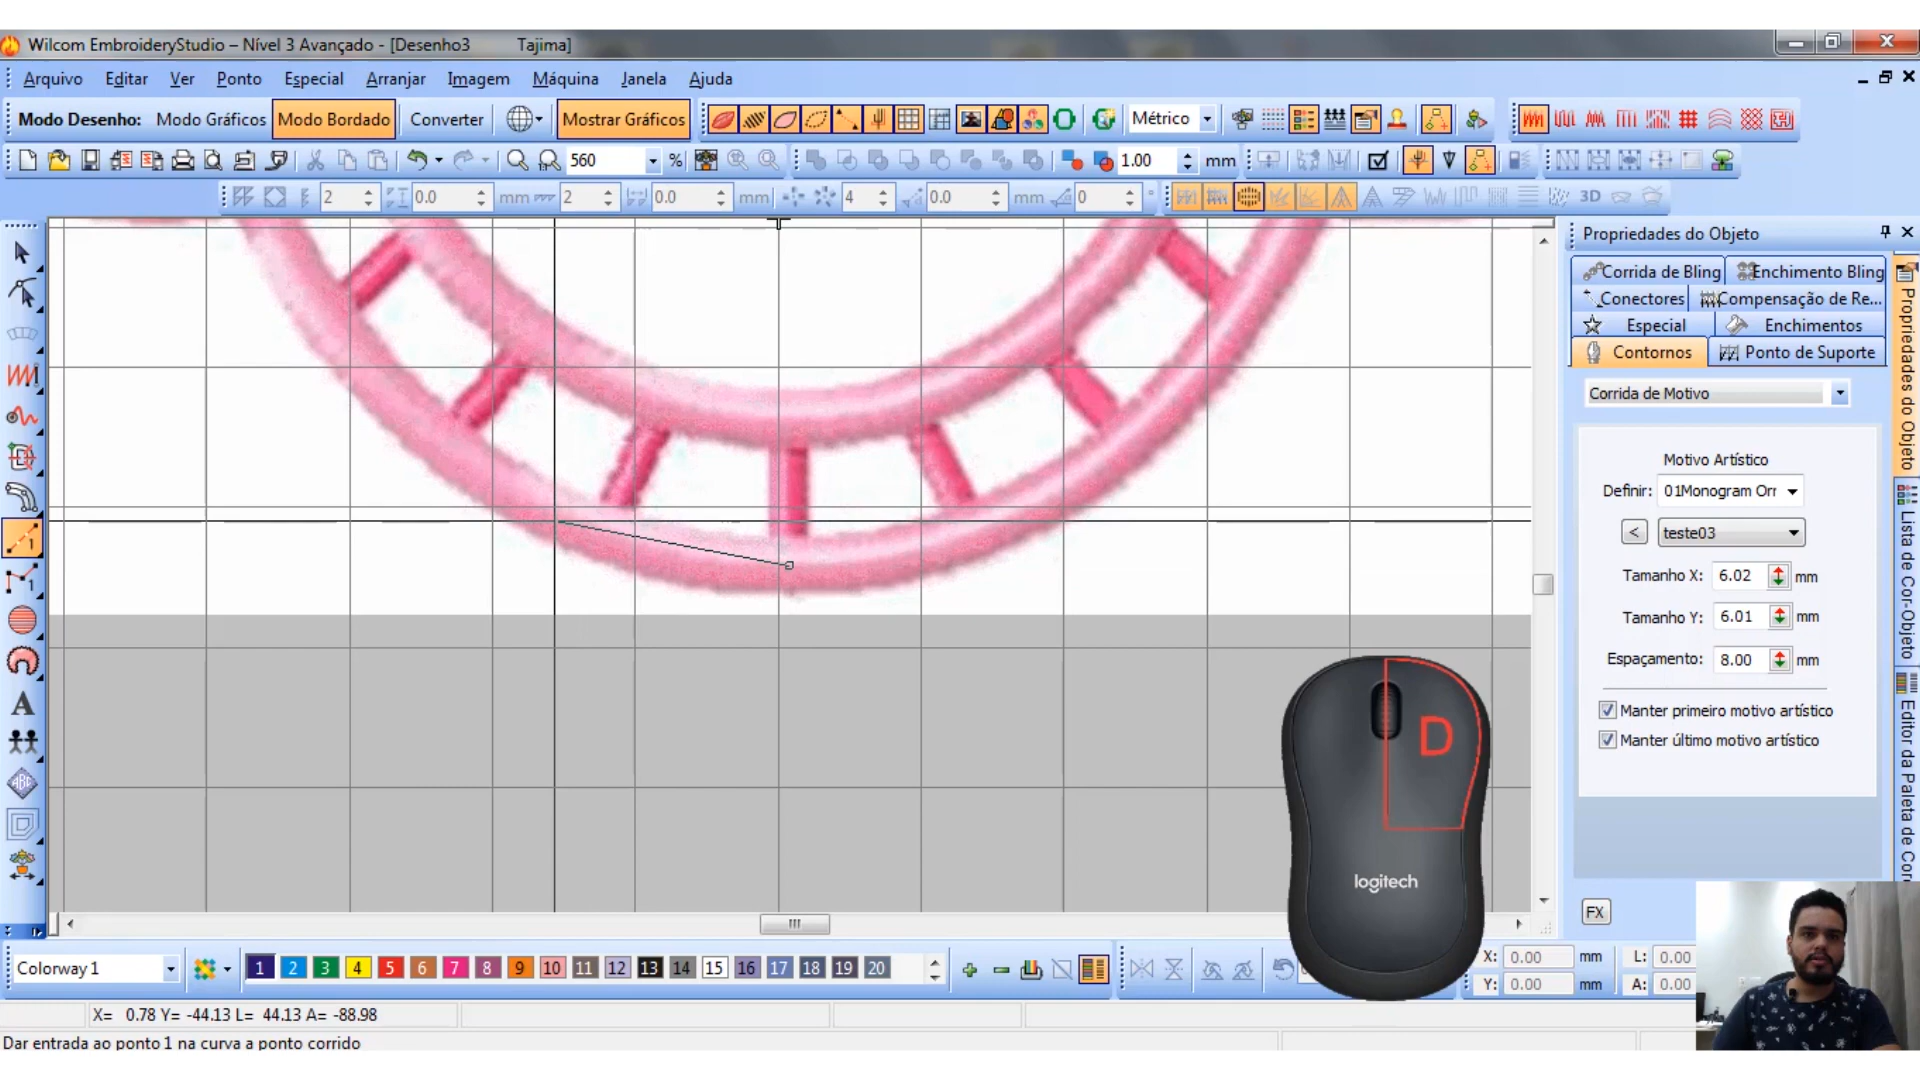 Wilcom EmbroideryStudio – Nível 3 Avançado - [Desenho3 Tajima]
Arquivo Editar Ver Ponto Especial Arranjar Imagem Máquina Janela Ajuda
Modo Desenho: Modo Gráficos Modo Bordado Converter Mostrar Gráficos Métrico
560 % 1.00 mm
2 0.0 mm 2 0.0 mm 4 0.0 mm 0 ° 3D
Propriedades do Objeto
Corrida de Bling Enchimento Bling
Conectores Compensação de Re...
Especial Enchimentos
Contornos Ponto de Suporte
Corrida de Motivo
Motivo Artístico
Definir: 01Monogram Orr
< teste03
Tamanho X: 6.02 mm
Tamanho Y: 6.01 mm
Espaçamento: 8.00 mm
Manter primeiro motivo artístico
Manter último motivo artístico
FX
Propriedades do Objeto
Lista de Cor-Objeto
Editor da Paleta de Cor
1
1
A
ABC
D
logitech
Colorway 1 1 2 3 4 5 6 7 8 9 10 11 12 13 14 15 16 17 18 19 20
X: 0.00 mm L: 0.00
Y: 0.00 mm A: 0.00
X= 0.78 Y= -44.13 L= 44.13 A= -88.98
Dar entrada ao ponto 1 na curva a ponto corrido